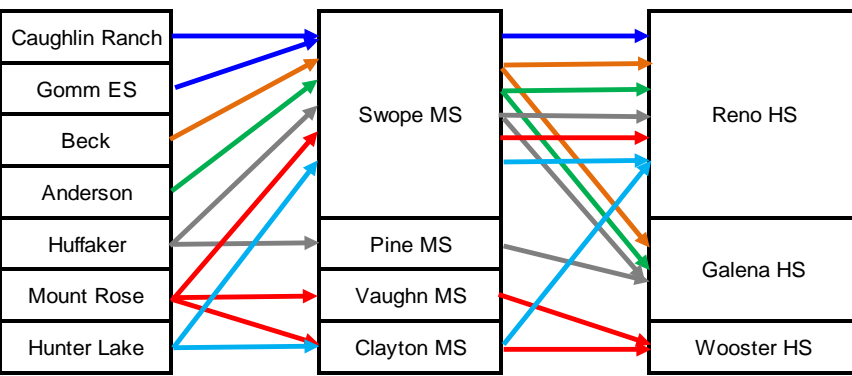 Caughlin Ranch
Gomm ES
Beck
Anderson
Huffaker
Mount Rose
Hunter Lake
Swope MS
Pine MS
Vaughn MS
Clayton MS
Reno HS
Galena HS
Wooster HS